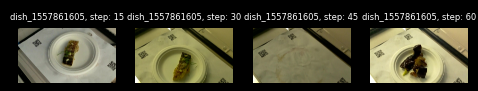 dish_1557861605, step: 15
dish_1557861605, step: 30
dish_1557861605, step: 45
dish_1557861605, step: 60